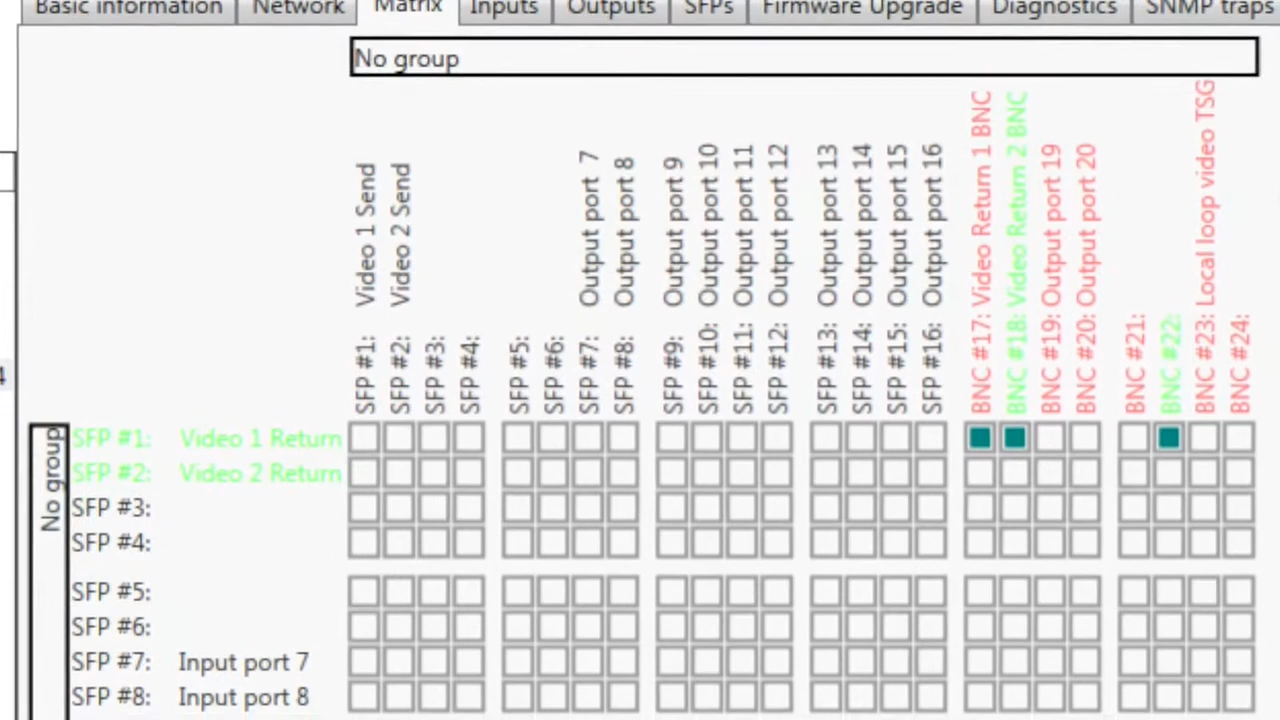 Basic information Network Matrix Inputs Outputs SFPs Firmware Upgrade Diagnostics SNMP traps
No group
SFP #1: Video 1 Send
SFP #2: Video 2 Send
SFP #3:
SFP #4:
SFP #5:
SFP #6:
SFP #7: Output port 7
SFP #8: Output port 8
SFP #9: Output port 9
SFP #10: Output port 10
SFP #11: Output port 11
SFP #12: Output port 12
SFP #13: Output port 13
SFP #14: Output port 14
SFP #15: Output port 15
SFP #16: Output port 16
BNC #17: Video Return 1 BNC
BNC #18: Video Return 2 BNC
BNC #19: Output port 19
BNC #20: Output port 20
BNC #21:
BNC #22:
BNC #23: Local loop video TSG
BNC #24:
4
No group
SFP #1: Video 1 Return
SFP #2: Video 2 Return
SFP #3:
SFP #4:
SFP #5:
SFP #6:
SFP #7: Input port 7
SFP #8: Input port 8